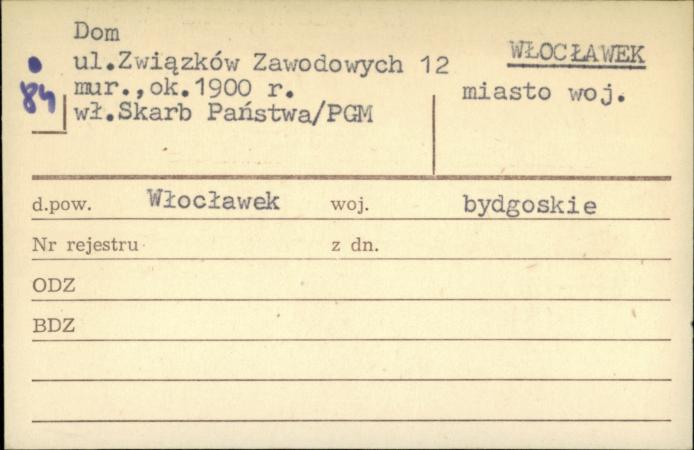 Dom
ul.Związków Zawodowych 12
mur.,ok.1900 r.
wł.Skarb Państwa/PGM
84
WŁOCŁAWEK
miasto woj.
d.pow. Włocławek woj. bydgoskie
Nr rejestru z dn.
ODZ
BDZ